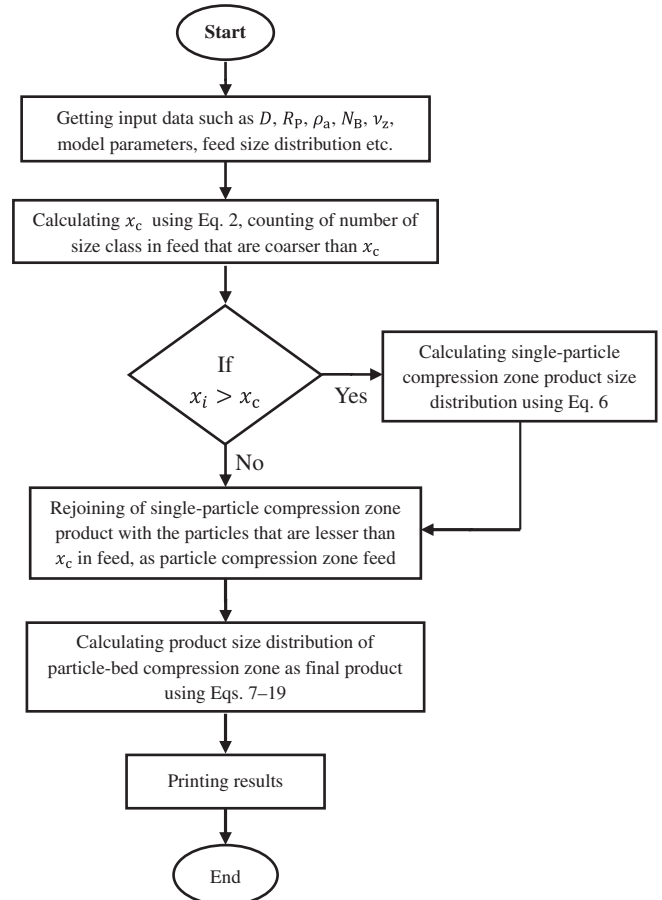 Start
Getting input data such as D, R_P, ρ_a, N_B, ν_z,
model parameters, feed size distribution etc.
Calculating x_c using Eq. 2, counting of number of
size class in feed that are coarser than x_c
If
x_i > x_c
Yes
Calculating single-particle
compression zone product size
distribution using Eq. 6
No
Rejoining of single-particle compression zone
product with the particles that are lesser than
x_c in feed, as particle compression zone feed
Calculating product size distribution of
particle-bed compression zone as final product
using Eqs. 7–19
Printing results
End